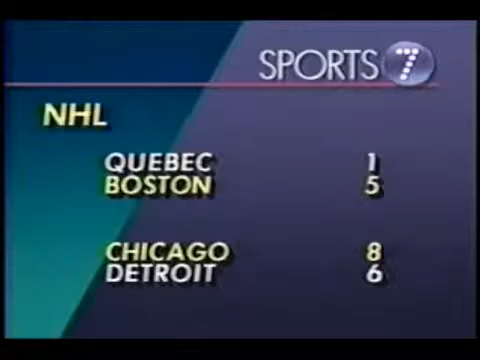 SPORTS 7
NHL
QUEBEC 1
BOSTON 5
CHICAGO 8
DETROIT 6